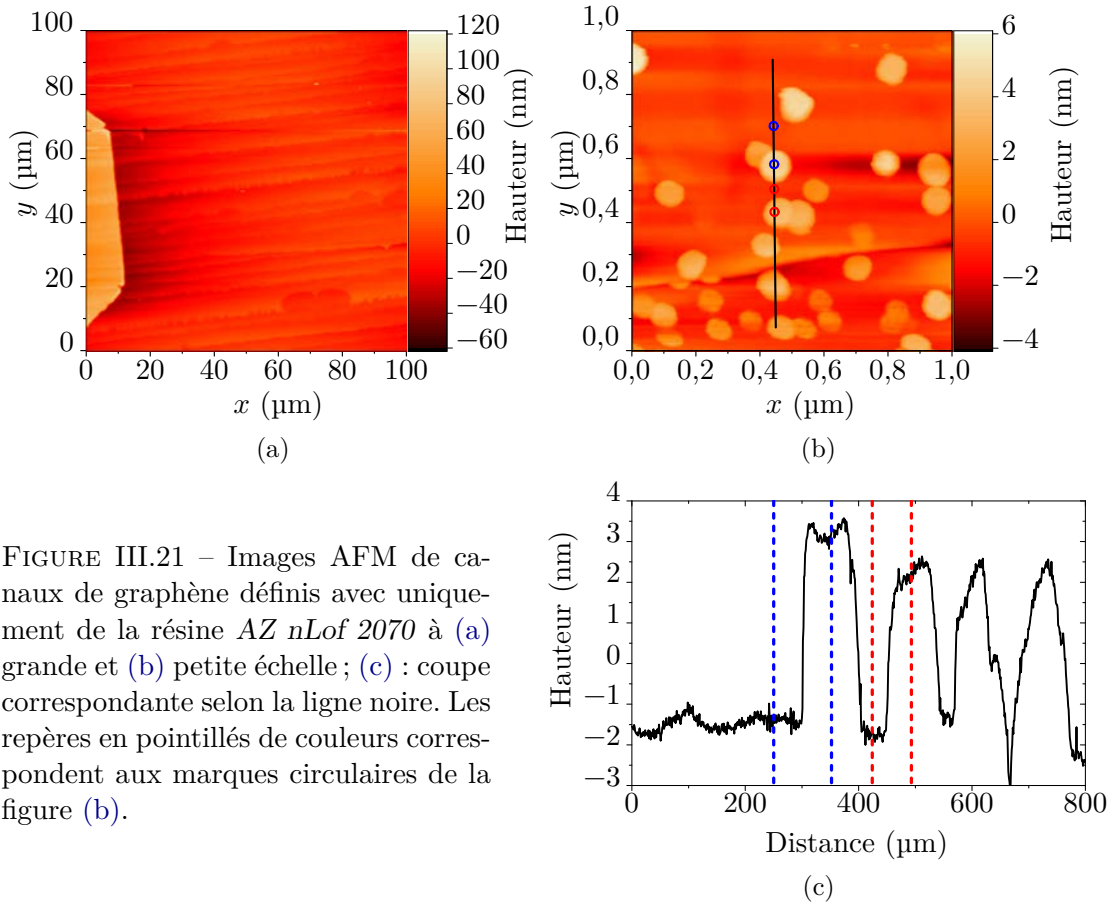 100
80
60
40
20
0
0 20 40 60 80 100
x (µm)
y (µm)
120
100
80
60
40
20
0
−20
−40
−60
Hauteur (nm)
(a)
1,0
0,8
0,6
0,4
0,2
0,0
0,0 0,2 0,4 0,6 0,8 1,0
x (µm)
y (µm)
6
4
2
0
−2
−4
Hauteur (nm)
(b)
FIGURE III.21 – Images AFM de ca-
naux de graphène définis avec unique-
ment de la résine AZ nLof 2070 à (a)
grande et (b) petite échelle ; (c) : coupe
correspondante selon la ligne noire. Les
repères en pointillés de couleurs corres-
pondent aux marques circulaires de la
figure (b).
4
3
2
1
0
−1
−2
−3
0 200 400 600 800
Hauteur (nm)
Distance (µm)
(c)